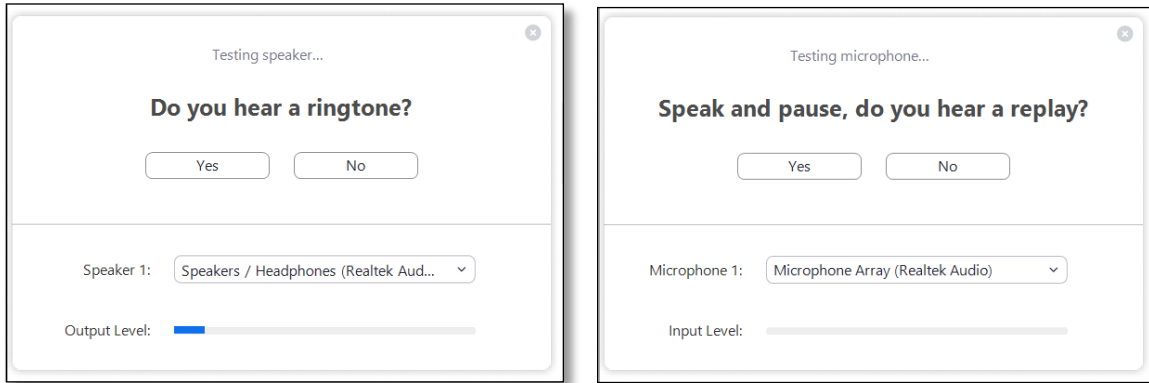 Testing speaker...
Do you hear a ringtone?
Yes
No
Speaker 1:
Speakers / Headphones (Realtek Aud...
Output Level:
Testing microphone...
Speak and pause, do you hear a replay?
Yes
No
Microphone 1:
Microphone Array (Realtek Audio)
Input Level: